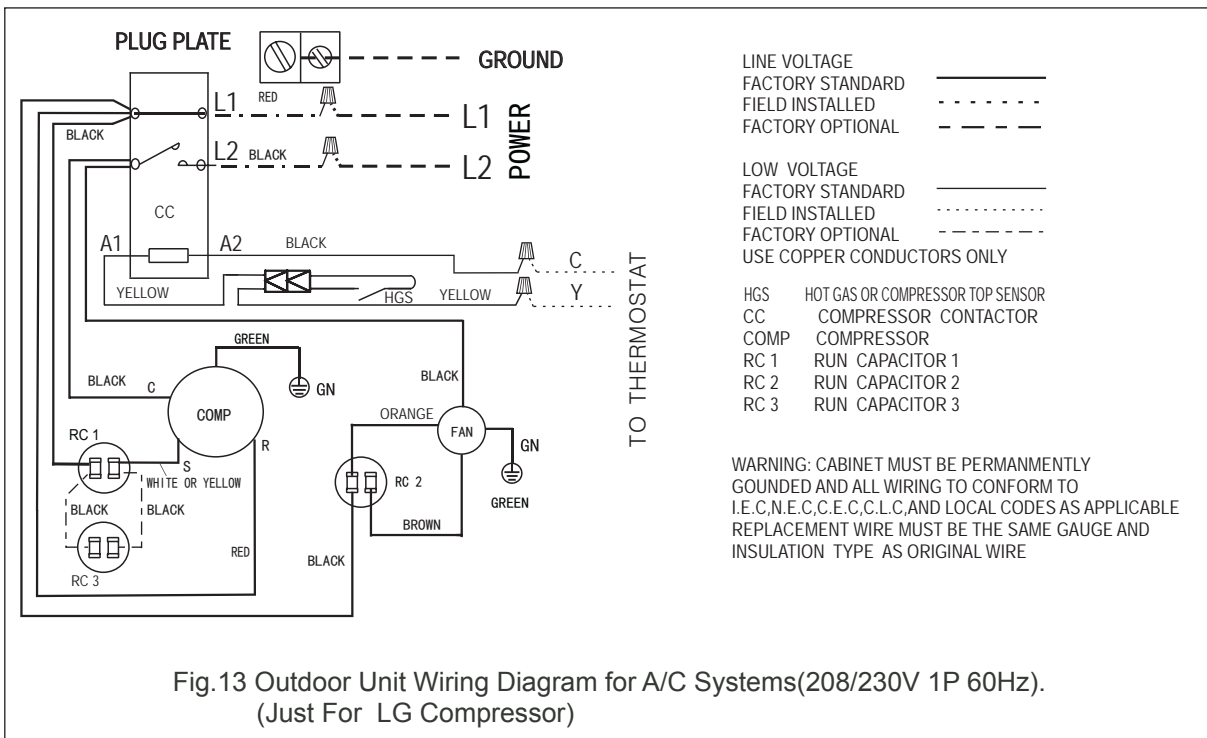 PLUG PLATE
GROUND
RED
L1
L1
BLACK
L2
BLACK
L2
POWER
CC
A1
A2
BLACK
C
YELLOW
HGS
YELLOW
Y
TO THERMOSTAT
GREEN
GN
BLACK
C
COMP
BLACK
ORANGE
FAN
GN
GREEN
RC 1
S
R
WHITE OR YELLOW
RC 2
BLACK
BLACK
BROWN
RED
BLACK
RC 3
LINE VOLTAGE
FACTORY STANDARD
FIELD INSTALLED
FACTORY OPTIONAL
LOW VOLTAGE
FACTORY STANDARD
FIELD INSTALLED
FACTORY OPTIONAL
USE COPPER CONDUCTORS ONLY
HGS HOT GAS OR COMPRESSOR TOP SENSOR
CC COMPRESSOR CONTACTOR
COMP COMPRESSOR
RC 1 RUN CAPACITOR 1
RC 2 RUN CAPACITOR 2
RC 3 RUN CAPACITOR 3
WARNING: CABINET MUST BE PERMANMENTLY
GOUNDED AND ALL WIRING TO CONFORM TO
I.E.C,N.E.C,C.E.C,C.L.C,AND LOCAL CODES AS APPLICABLE
REPLACEMENT WIRE MUST BE THE SAME GAUGE AND
INSULATION TYPE AS ORIGINAL WIRE
Fig.13 Outdoor Unit Wiring Diagram for A/C Systems(208/230V 1P 60Hz).
(Just For LG Compressor)